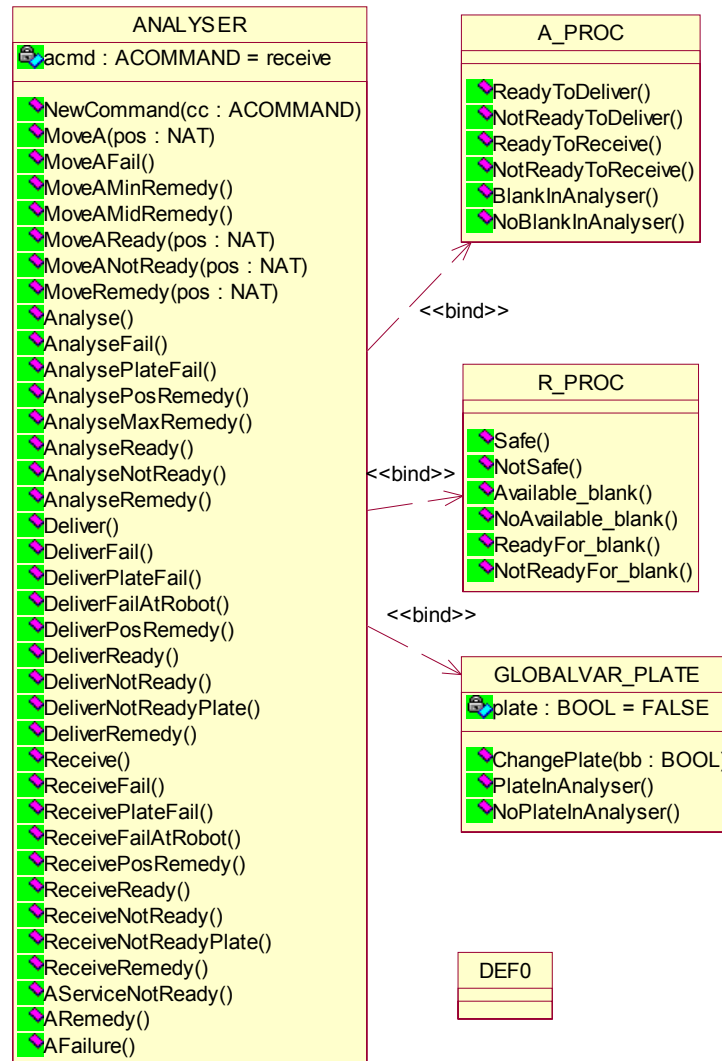 ANALYSER
acmd : ACOMMAND = receive
NewCommand(cc : ACOMMAND)
MoveA(pos : NAT)
MoveAFail()
MoveAMinRemedy()
MoveAMidRemedy()
MoveAReady(pos : NAT)
MoveANotReady(pos : NAT)
MoveRemedy(pos : NAT)
Analyse()
AnalyseFail()
AnalysePlateFail()
AnalysePosRemedy()
AnalyseMaxRemedy()
AnalyseReady()
AnalyseNotReady()
AnalyseRemedy()
Deliver()
DeliverFail()
DeliverPlateFail()
DeliverFailAtRobot()
DeliverPosRemedy()
DeliverReady()
DeliverNotReady()
DeliverNotReadyPlate()
DeliverRemedy()
Receive()
ReceiveFail()
ReceivePlateFail()
ReceiveFailAtRobot()
ReceivePosRemedy()
ReceiveReady()
ReceiveNotReady()
ReceiveNotReadyPlate()
ReceiveRemedy()
AServiceNotReady()
ARemedy()
AFailure()
<<bind>>
<<bind>>
<<bind>>
A_PROC
ReadyToDeliver()
NotReadyToDeliver()
ReadyToReceive()
NotReadyToReceive()
BlankInAnalyser()
NoBlankInAnalyser()
R_PROC
Safe()
NotSafe()
Available_blank()
NoAvailable_blank()
ReadyFor_blank()
NotReadyFor_blank()
GLOBALVAR_PLATE
plate : BOOL = FALSE
ChangePlate(bb : BOOL)
PlateInAnalyser()
NoPlateInAnalyser()
DEF0